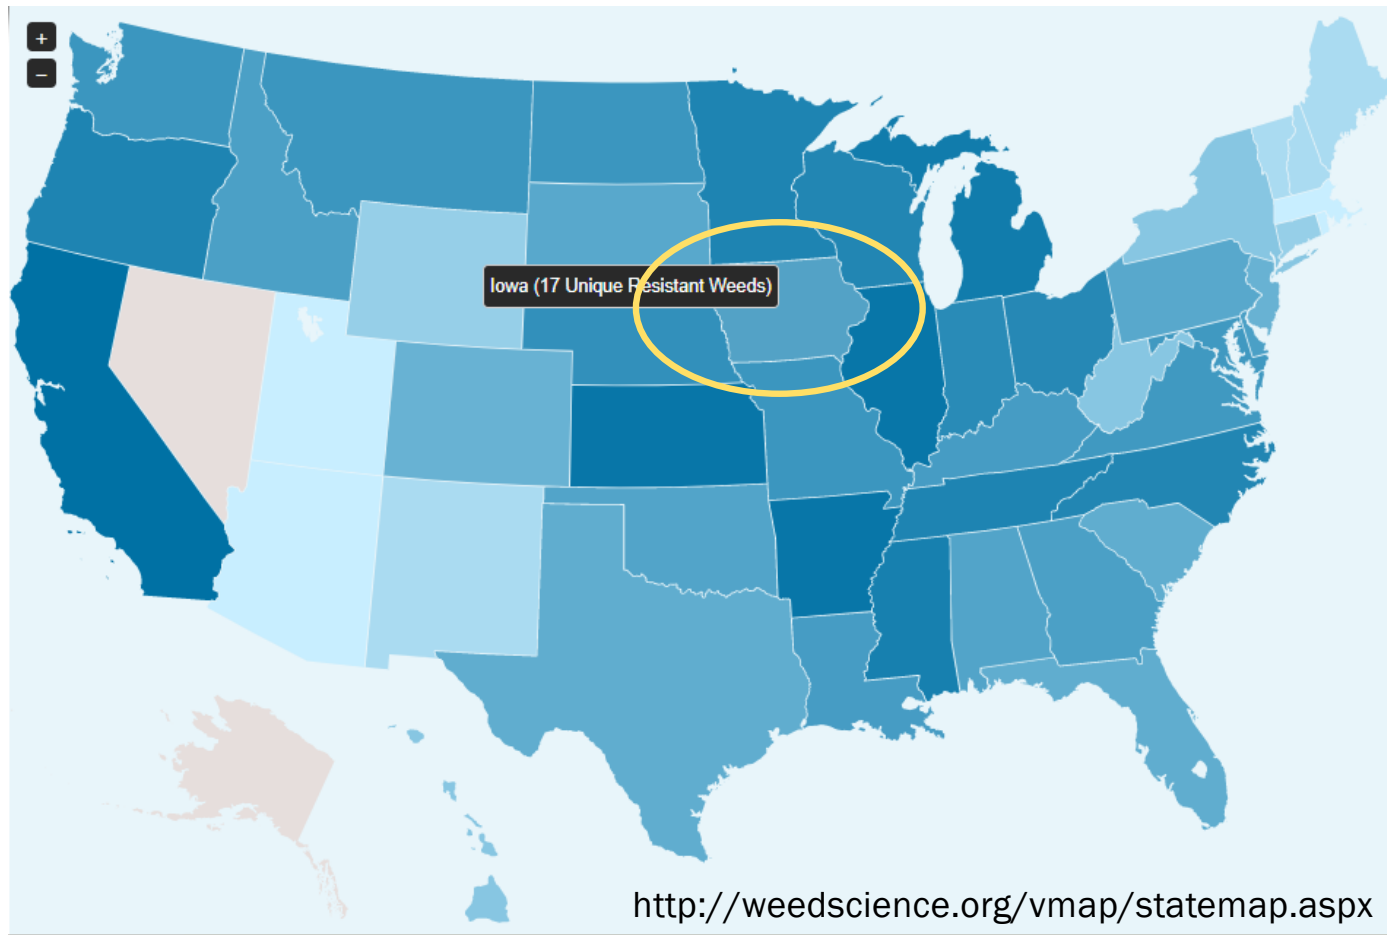 +
–
Iowa (17 Unique Resistant Weeds)
http://weedscience.org/vmap/statemap.aspx